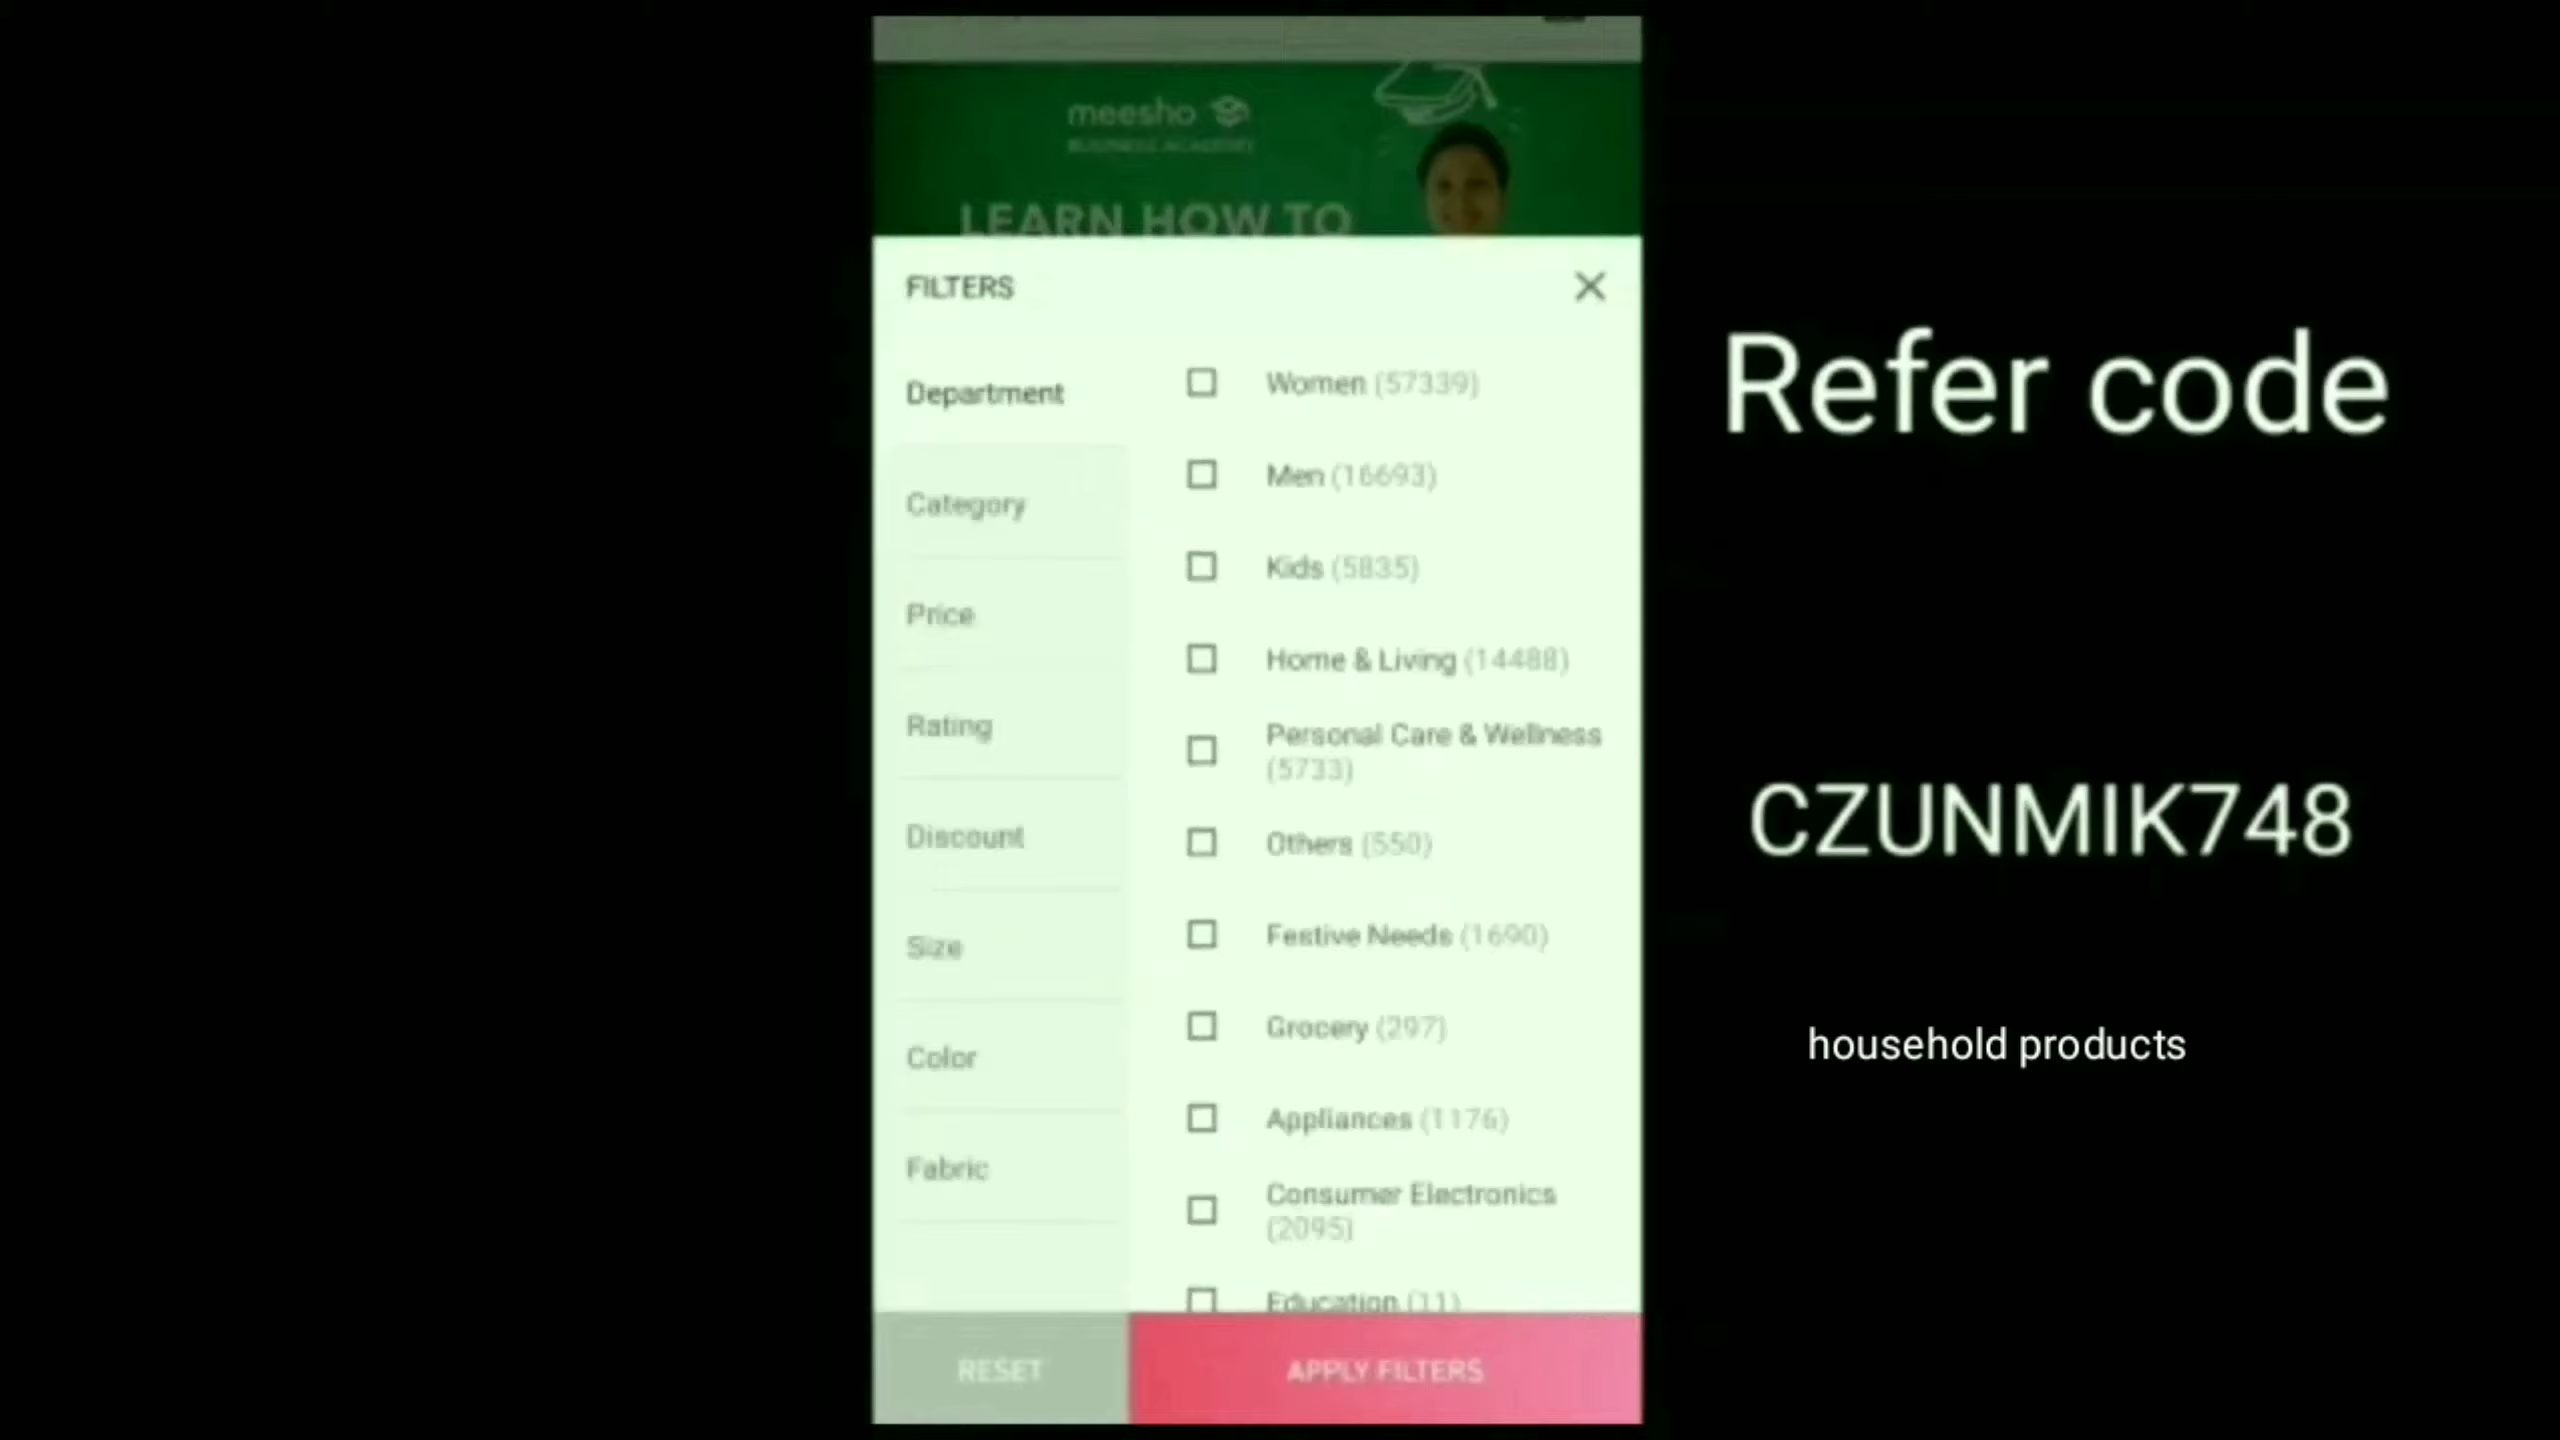 meesho
BUSINESS ACADEMY
LEARN HOW TO
FILTERS
Department
Category
Price
Rating
Discount
Size
Color
Fabric
Women (57339)
Men (16693)
Kids (5835)
Home & Living (14488)
Personal Care & Wellness
(5733)
Others (550)
Festive Needs (1690)
Grocery (297)
Appliances (1176)
Consumer Electronics
(2095)
Education (11)
RESET
APPLY FILTERS
Refer code
CZUNMIK748
household products